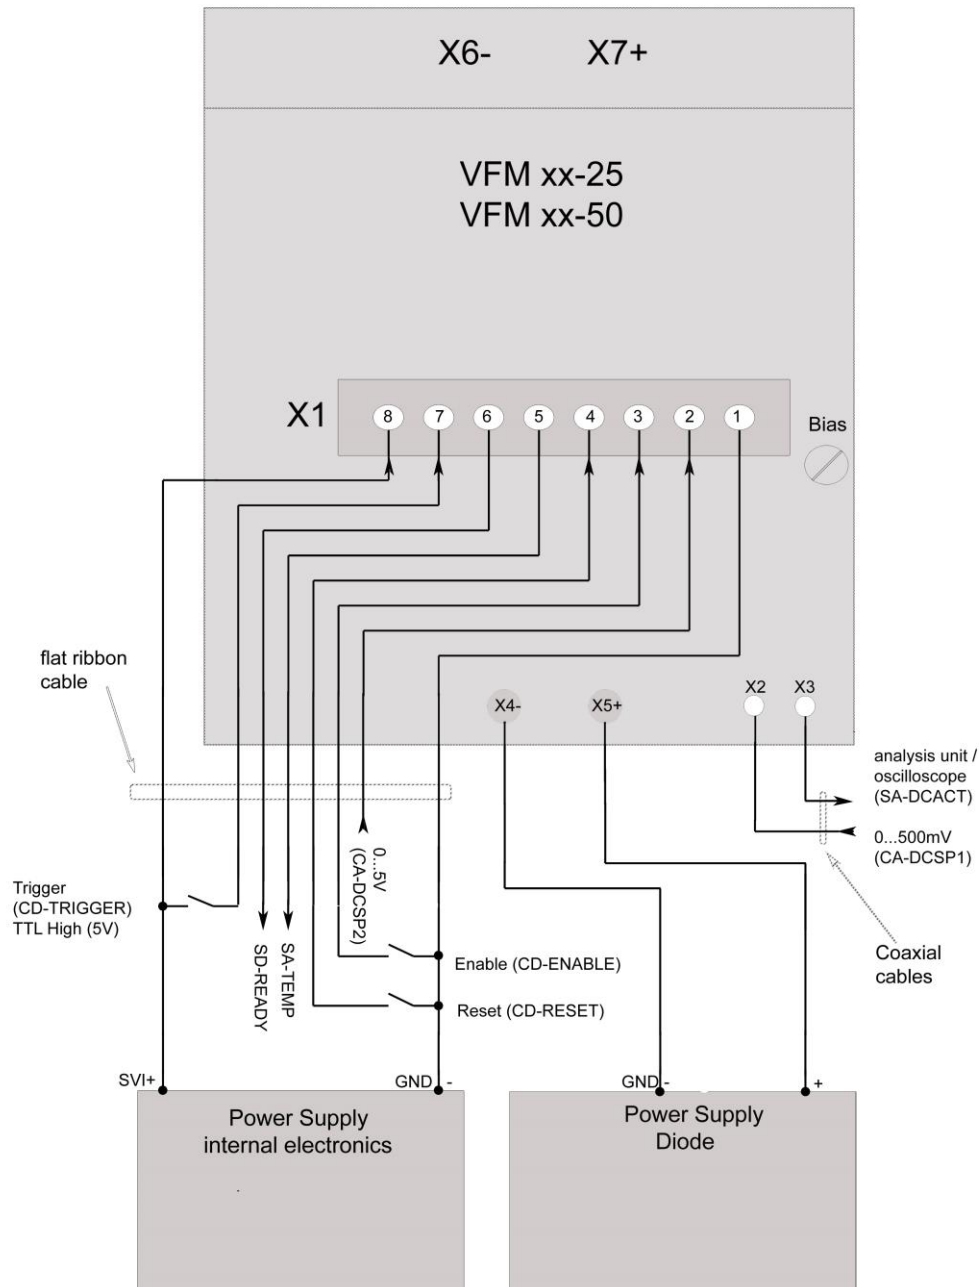 X6- X7+
VFM xx-25
VFM xx-50
X1
8 7 6 5 4 3 2 1
Bias
flat ribbon
cable
X4- X5+
X2 X3
analysis unit /
oscilloscope
(SA-DCACT)
0...500mV
(CA-DCSP1)
Coaxial
cables
0...5V
(CA-DCSP2)
Trigger
(CD-TRIGGER)
TTL High (5V)
SD-READY
SA-TEMP
Enable (CD-ENABLE)
Reset (CD-RESET)
SVI+ GND -
GND - +
Power Supply
internal electronics
Power Supply
Diode